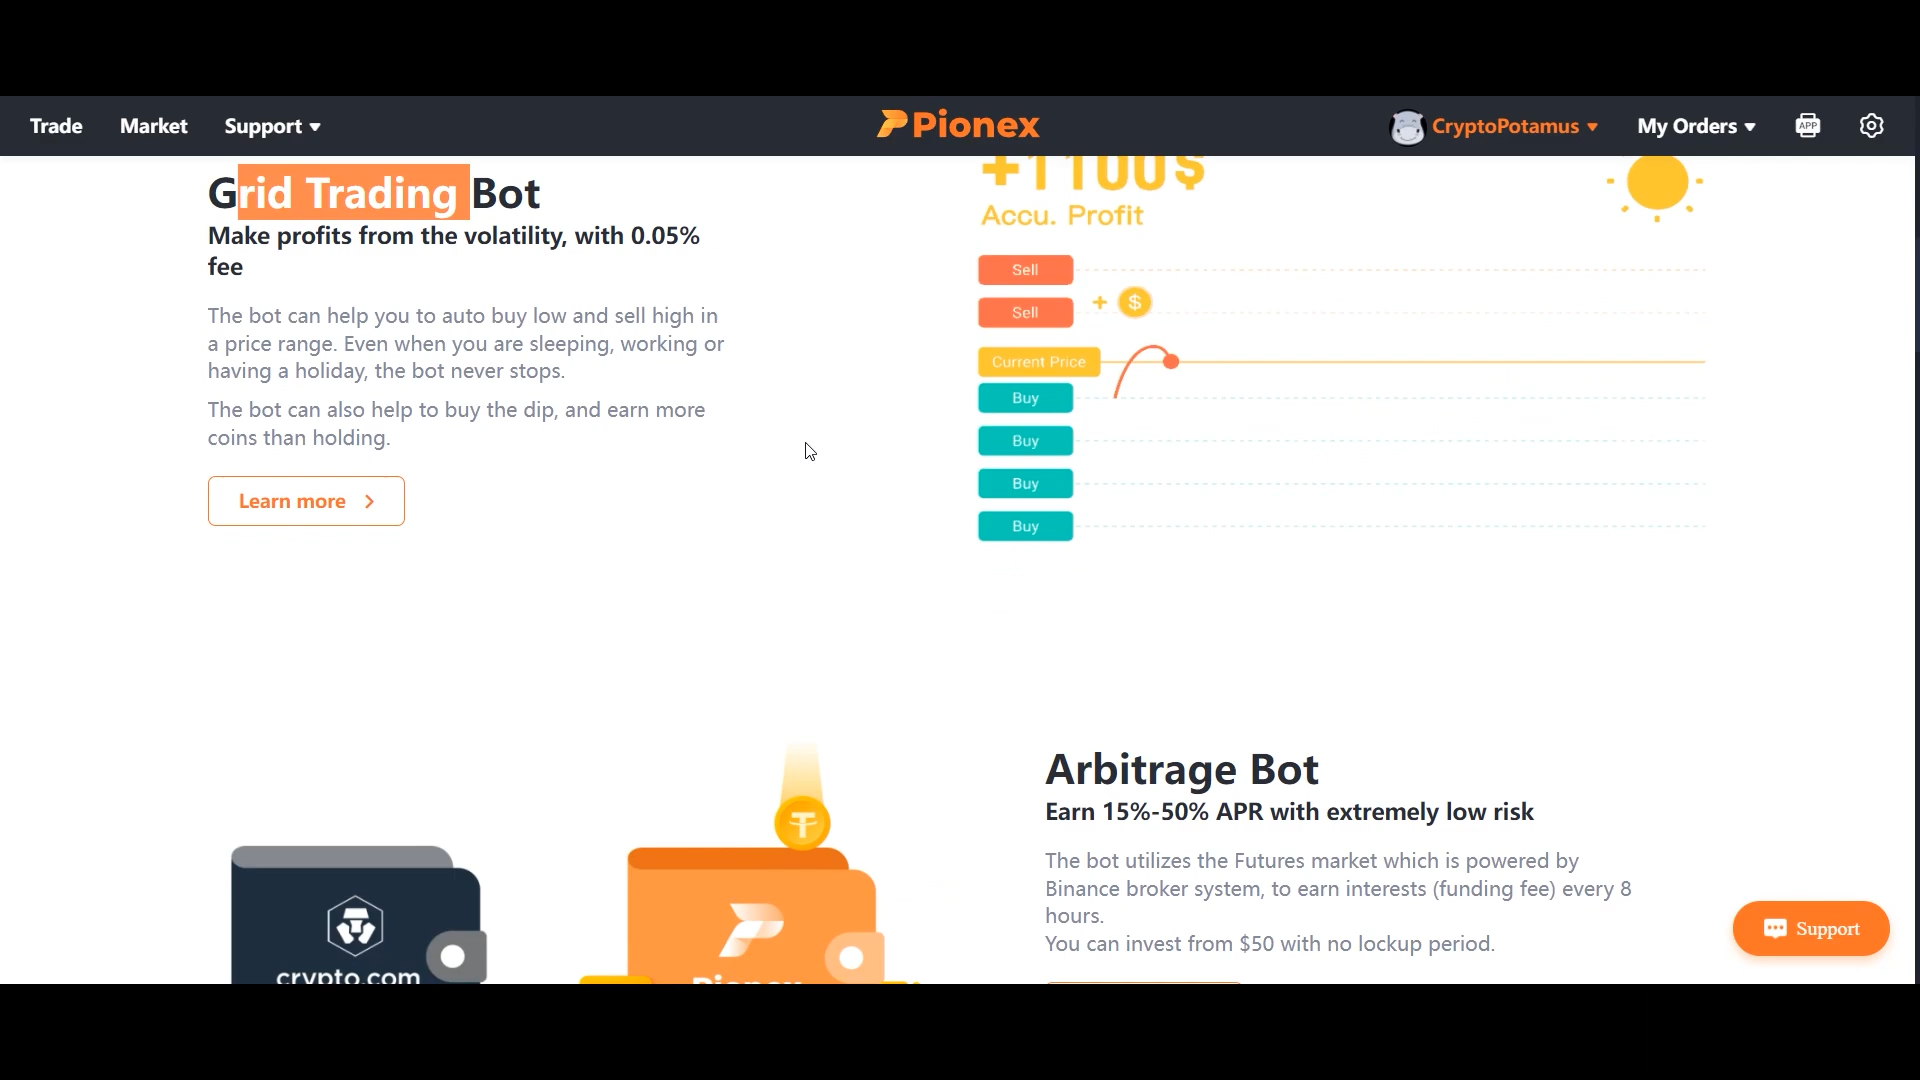 Trade Market Support Pionex CryptoPotamus My Orders APP
Grid Trading Bot
Make profits from the volatility, with 0.05%
fee
The bot can help you to auto buy low and sell high in
a price range. Even when you are sleeping, working or
having a holiday, the bot never stops.
The bot can also help to buy the dip, and earn more
coins than holding.
Learn more
+1100$
Accu. Profit
Sell
Sell
+ $
Current Price
Buy
Buy
Buy
Buy
Arbitrage Bot
Earn 15%-50% APR with extremely low risk
The bot utilizes the Futures market which is powered by
Binance broker system, to earn interests (funding fee) every 8
hours.
You can invest from $50 with no lockup period.
crypto.com
Pionex
Support